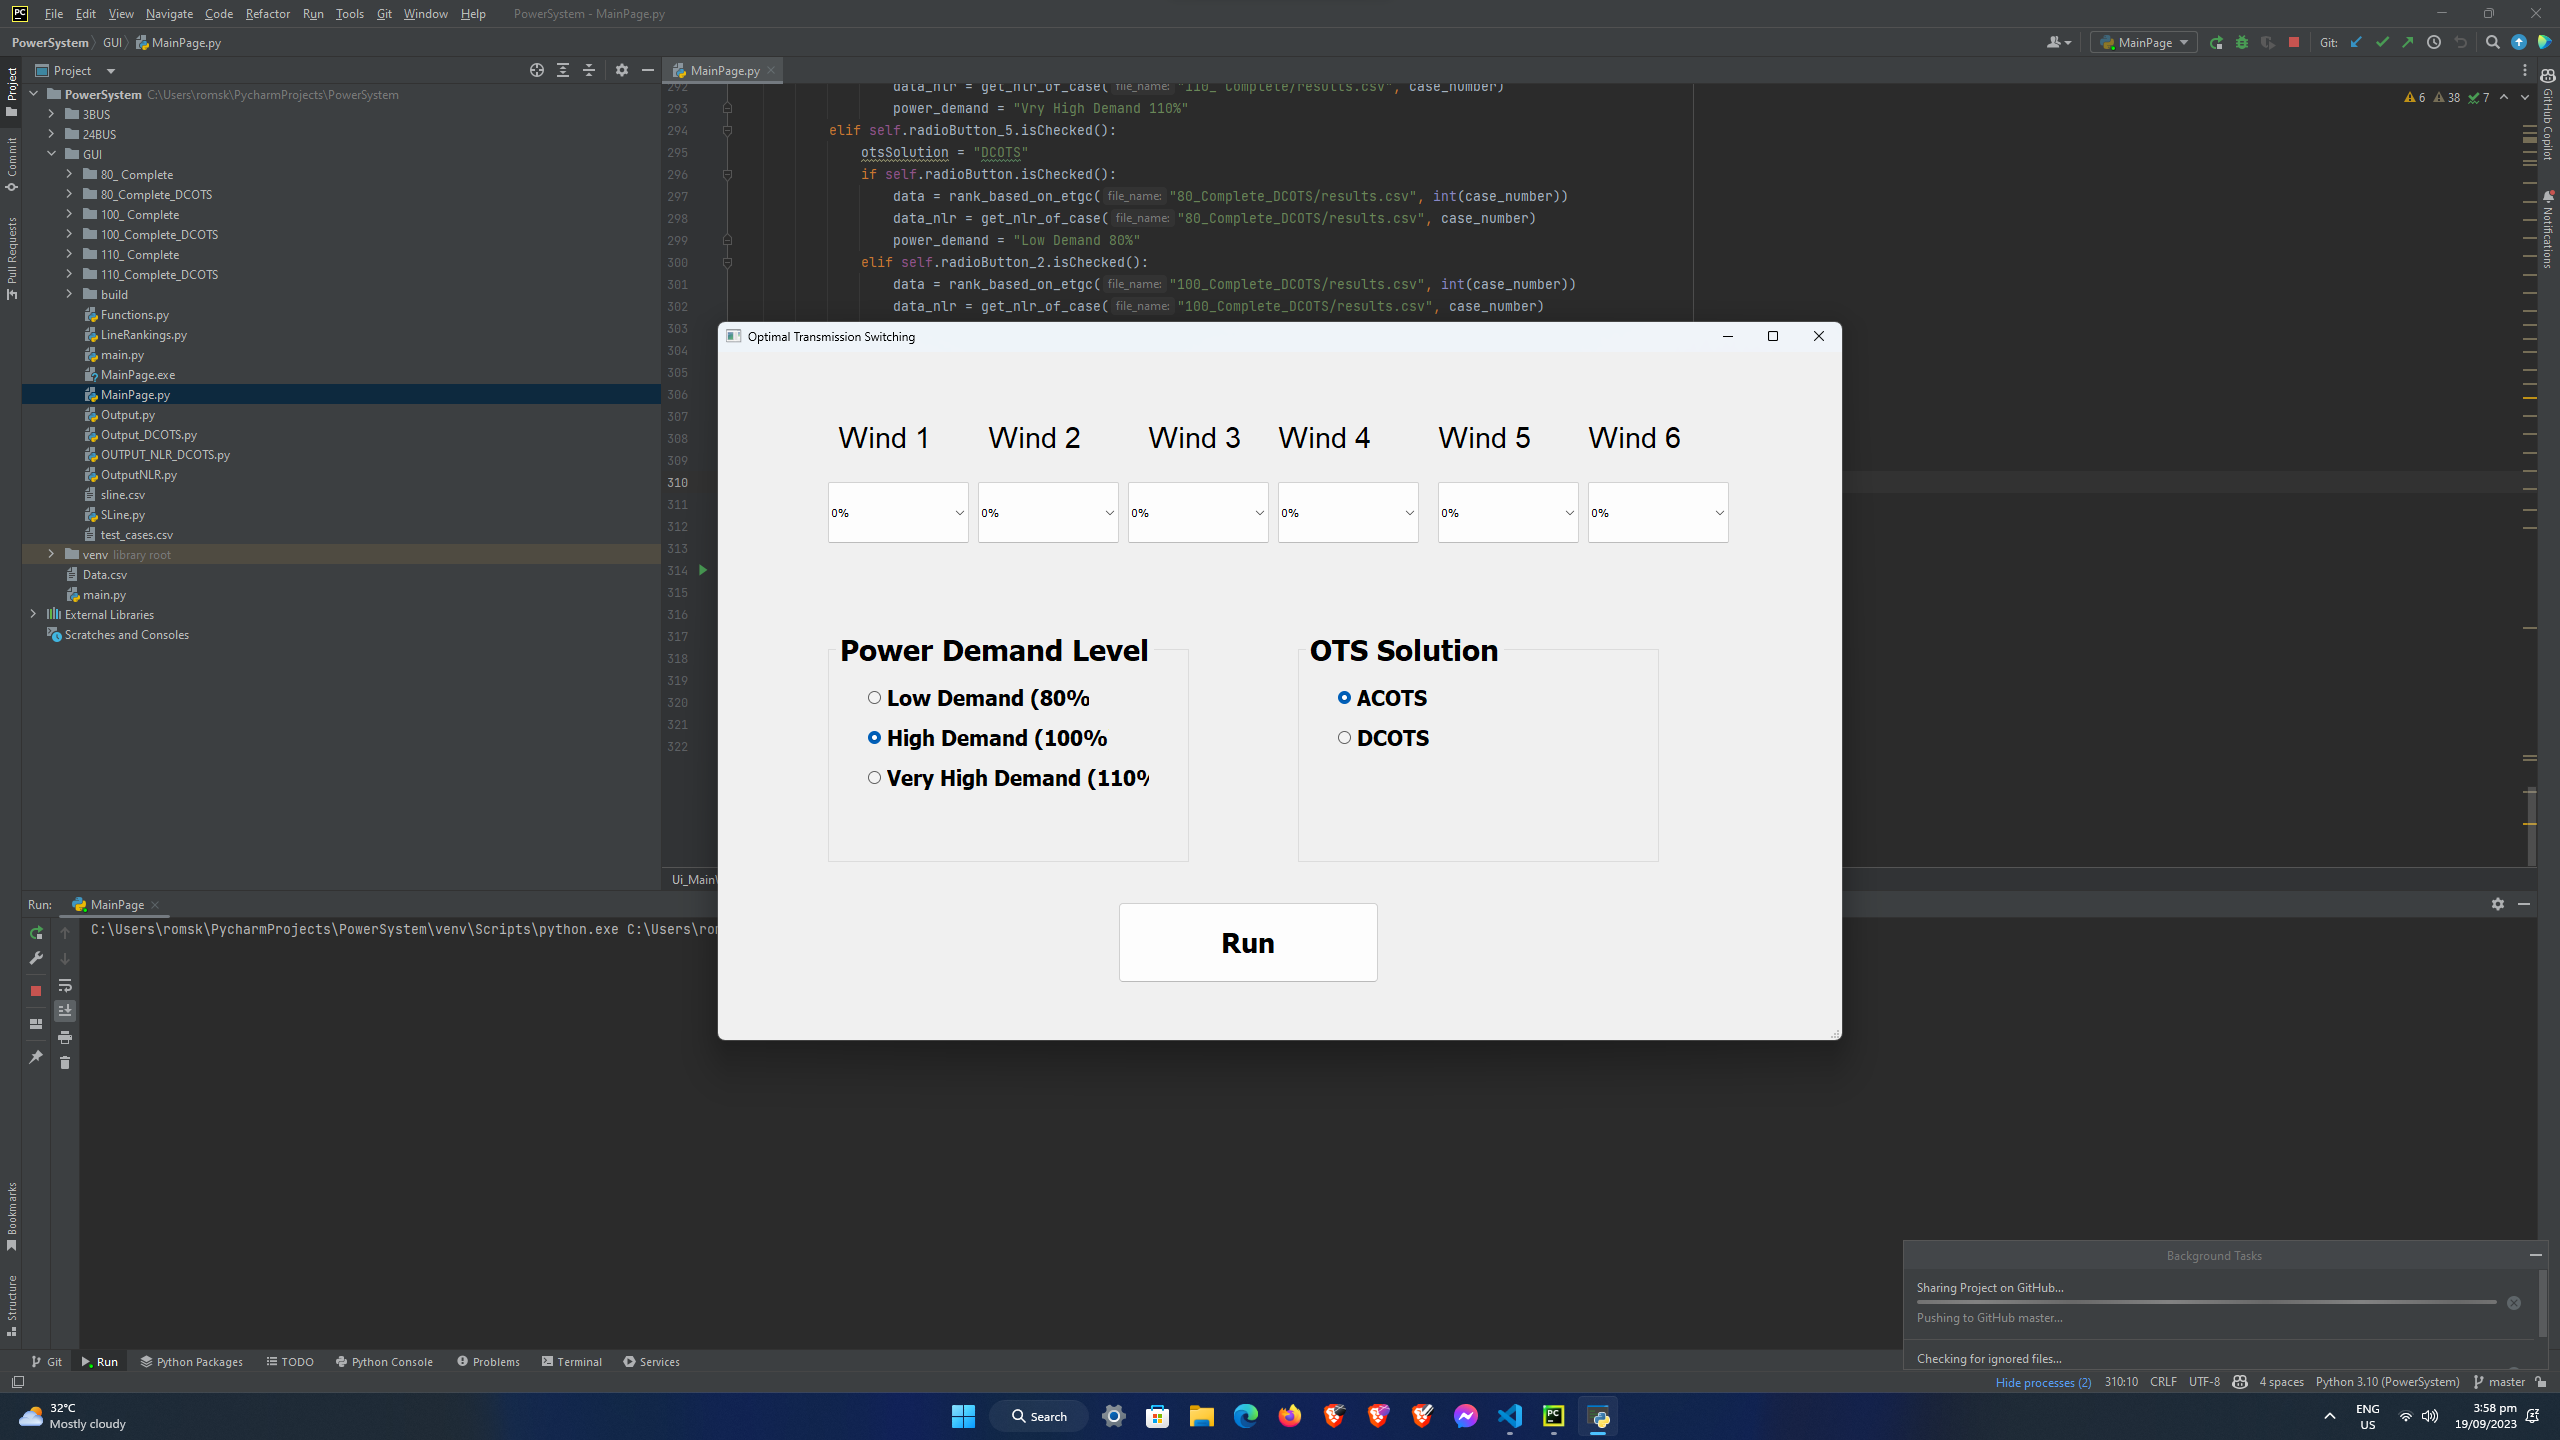 File Edit View Navigate Code Refactor Run Tools Git Window Help PowerSystem - MainPage.py
PowerSystem GUI MainPage.py
MainPage Git:
Project
MainPage.py
PowerSystem C:\Users\romsk\PycharmProjects\PowerSystem
3BUS
24BUS
GUI
80_ Complete
80_Complete_DCOTS
100_ Complete
100_Complete_DCOTS
110_ Complete
110_Complete_DCOTS
build
Functions.py
LineRankings.py
main.py
MainPage.exe
MainPage.py
Output.py
Output_DCOTS.py
OUTPUT_NLR_DCOTS.py
OutputNLR.py
sline.csv
SLine.py
test_cases.csv
venv library root
Data.csv
main.py
External Libraries
Scratches and Consoles
Project
Commit
Pull Requests
Bookmarks
Structure
GitHub Copilot
Notifications
6 38 7
292 data_nlr = get_nlr_of_case( file_name: "110_ Complete/results.csv", case_number)
293 power_demand = "Vry High Demand 110%"
294 elif self.radioButton_5.isChecked():
295 otsSolution = "DCOTS"
296 if self.radioButton.isChecked():
297 data = rank_based_on_etgc( file_name: "80_Complete_DCOTS/results.csv", int(case_number))
298 data_nlr = get_nlr_of_case( file_name: "80_Complete_DCOTS/results.csv", case_number)
299 power_demand = "Low Demand 80%"
300 elif self.radioButton_2.isChecked():
301 data = rank_based_on_etgc( file_name: "100_Complete_DCOTS/results.csv", int(case_number))
302 data_nlr = get_nlr_of_case( file_name: "100_Complete_DCOTS/results.csv", case_number)
303
304
305
306
307
308
309
310
311
312
313
314
315
316
317
318
319
320
321
322
Ui_Main
Optimal Transmission Switching
Wind 1 Wind 2 Wind 3 Wind 4 Wind 5 Wind 6
0% 0% 0% 0% 0% 0%
Power Demand Level
Low Demand (80%
High Demand (100%
Very High Demand (110%
OTS Solution
ACOTS
DCOTS
Run
Run: MainPage
C:\Users\romsk\PycharmProjects\PowerSystem\venv\Scripts\python.exe C:\Users\rom
Background Tasks
Sharing Project on GitHub...
Pushing to GitHub master...
Checking for ignored files...
Git Run Python Packages TODO Python Console Problems Terminal Services
Hide processes (2) 310:10 CRLF UTF-8 4 spaces Python 3.10 (PowerSystem) master
32°C
Mostly cloudy
Search
ENG
US
3:58 pm
19/09/2023